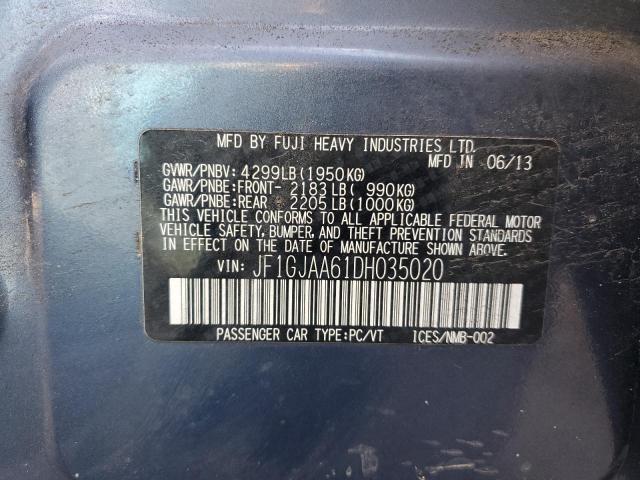 MFD BY FUJI HEAVY INDUSTRIES LTD.
MFD IN 06/13
GVWR/PNBV: 4299LB(1950KG)
GAWR/PNBE:FRONT- 2183 LB( 990KG)
GAWR/PNBE:REAR - 2205 LB(1000KG)
THIS VEHICLE CONFORMS TO ALL APPLICABLE FEDERAL MOTOR
VEHICLE SAFETY, BUMPER, AND THEFT PREVENTION STANDARDS
IN EFFECT ON THE DATE OF MANUFACTURE SHOWN ABOVE.
VIN: JF1GJAA61DH035020
PASSENGER CAR TYPE:PC/VT ICES/NMB-002